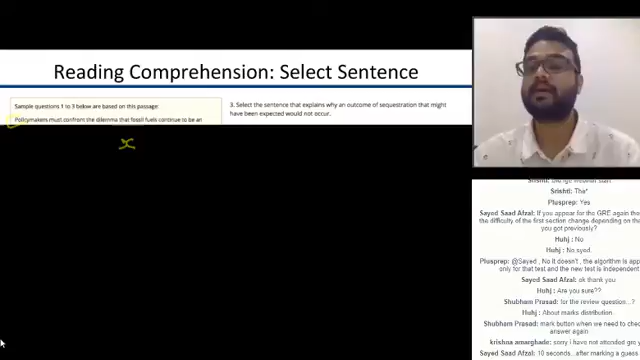 Reading Comprehension: Select Sentence
Sample questions 1 to 3 below are based on this passage:
Policymakers must confront the dilemma that fossil fuels continue to be an
3. Select the sentence that explains why an outcome of sequestration that might
have been expected would not occur.
x
Srishti:
Srishti: The*
Plusprep: Yes
Sayed Saad Afzal: If you appear for the GRE again the
the difficulty of the first section change depending on the
you got previously?
Huhj : No
Huhj : No syed
Plusprep: @Sayed , No it doesn't , the algorithm is app
only for that test and the new test is independent
Sayed Saad Afzal: ok thank you
Huhj : Are you sure??
Shubham Prasad: for the review question?
Huhj : About marks distribution
Shubham Prasad: mark button when we need to chec
answer again
krishna amarghade: sorry i have not attended gre y
Sayed Saad Afzal: 10 seconds.. after marking a guess